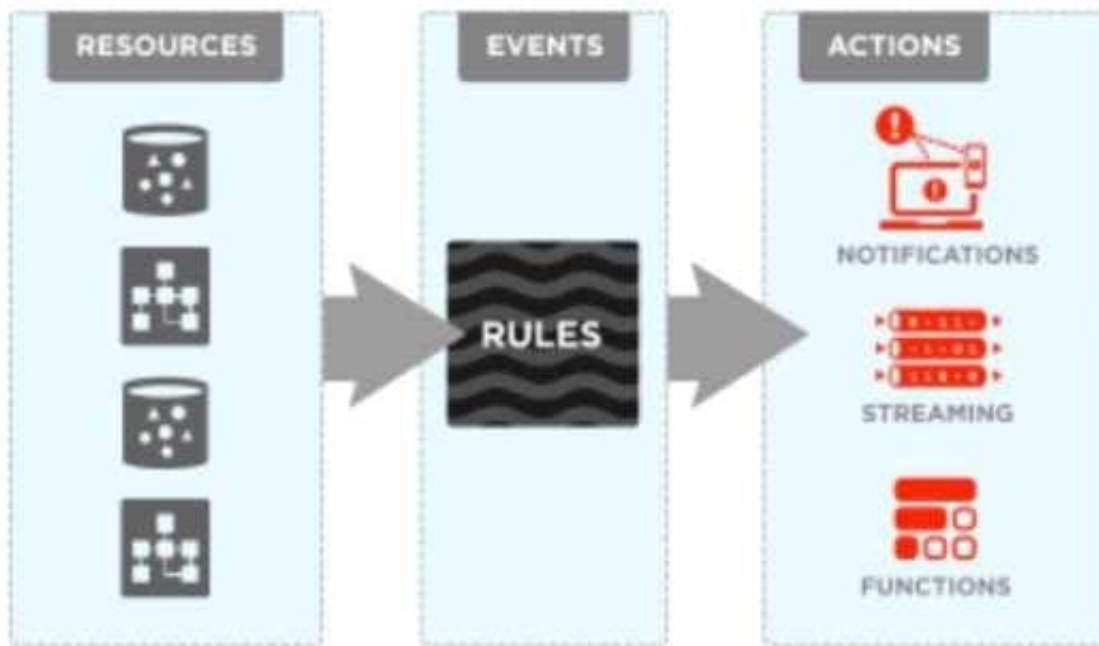 RESOURCES
EVENTS
ACTIONS
RULES
NOTIFICATIONS
STREAMING
FUNCTIONS